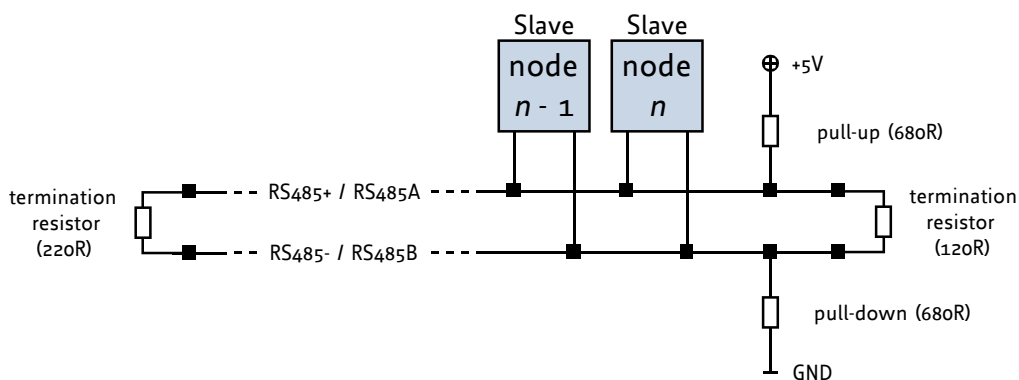 Slave
Slave
node
n - 1
node
n
+5V
pull-up (680R)
termination
resistor
(220R)
RS485+ / RS485A
termination
resistor
(120R)
RS485- / RS485B
pull-down (680R)
GND